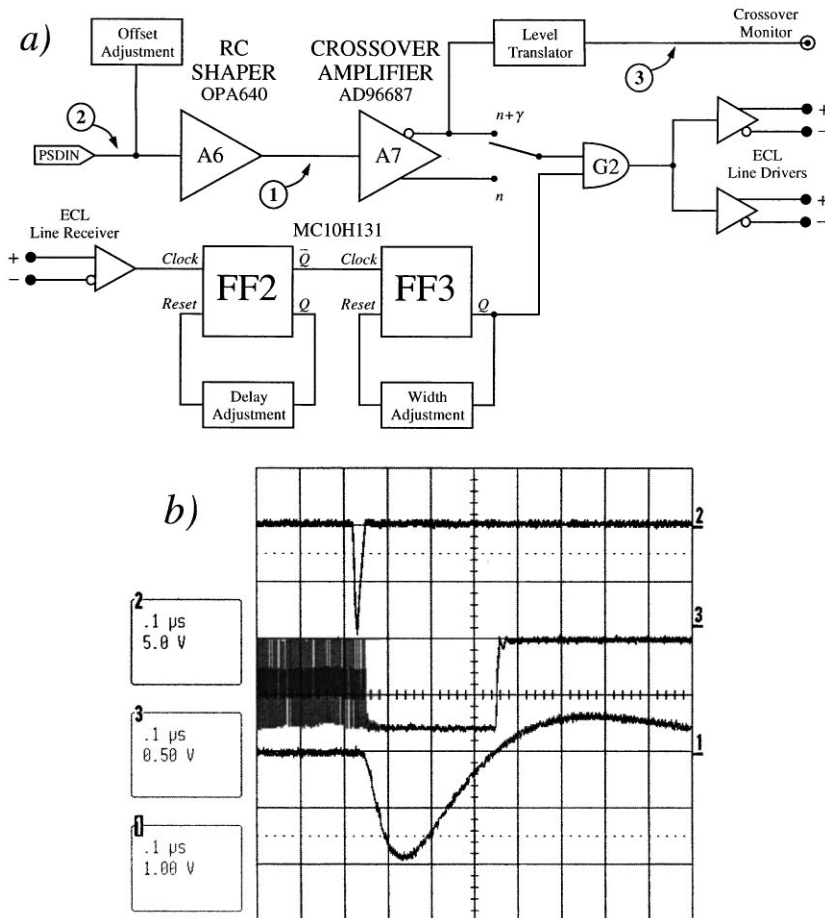 a)
Offset
Adjustment
RC
SHAPER
OPA640
CROSSOVER
AMPLIFIER
AD96687
Level
Translator
Crossover
Monitor
3
2
PSDIN
A6
1
A7
n+γ
n
G2
+
−
ECL
Line Drivers
+
−
ECL
Line Receiver
+
−
MC10H131
Clock
FF2
Q̄
Reset
Q
Clock
FF3
Reset
Q
Delay
Adjustment
Width
Adjustment
b)
2
3
1
2
.1 µs
5.0 V
3
.1 µs
0.50 V
1
.1 µs
1.00 V